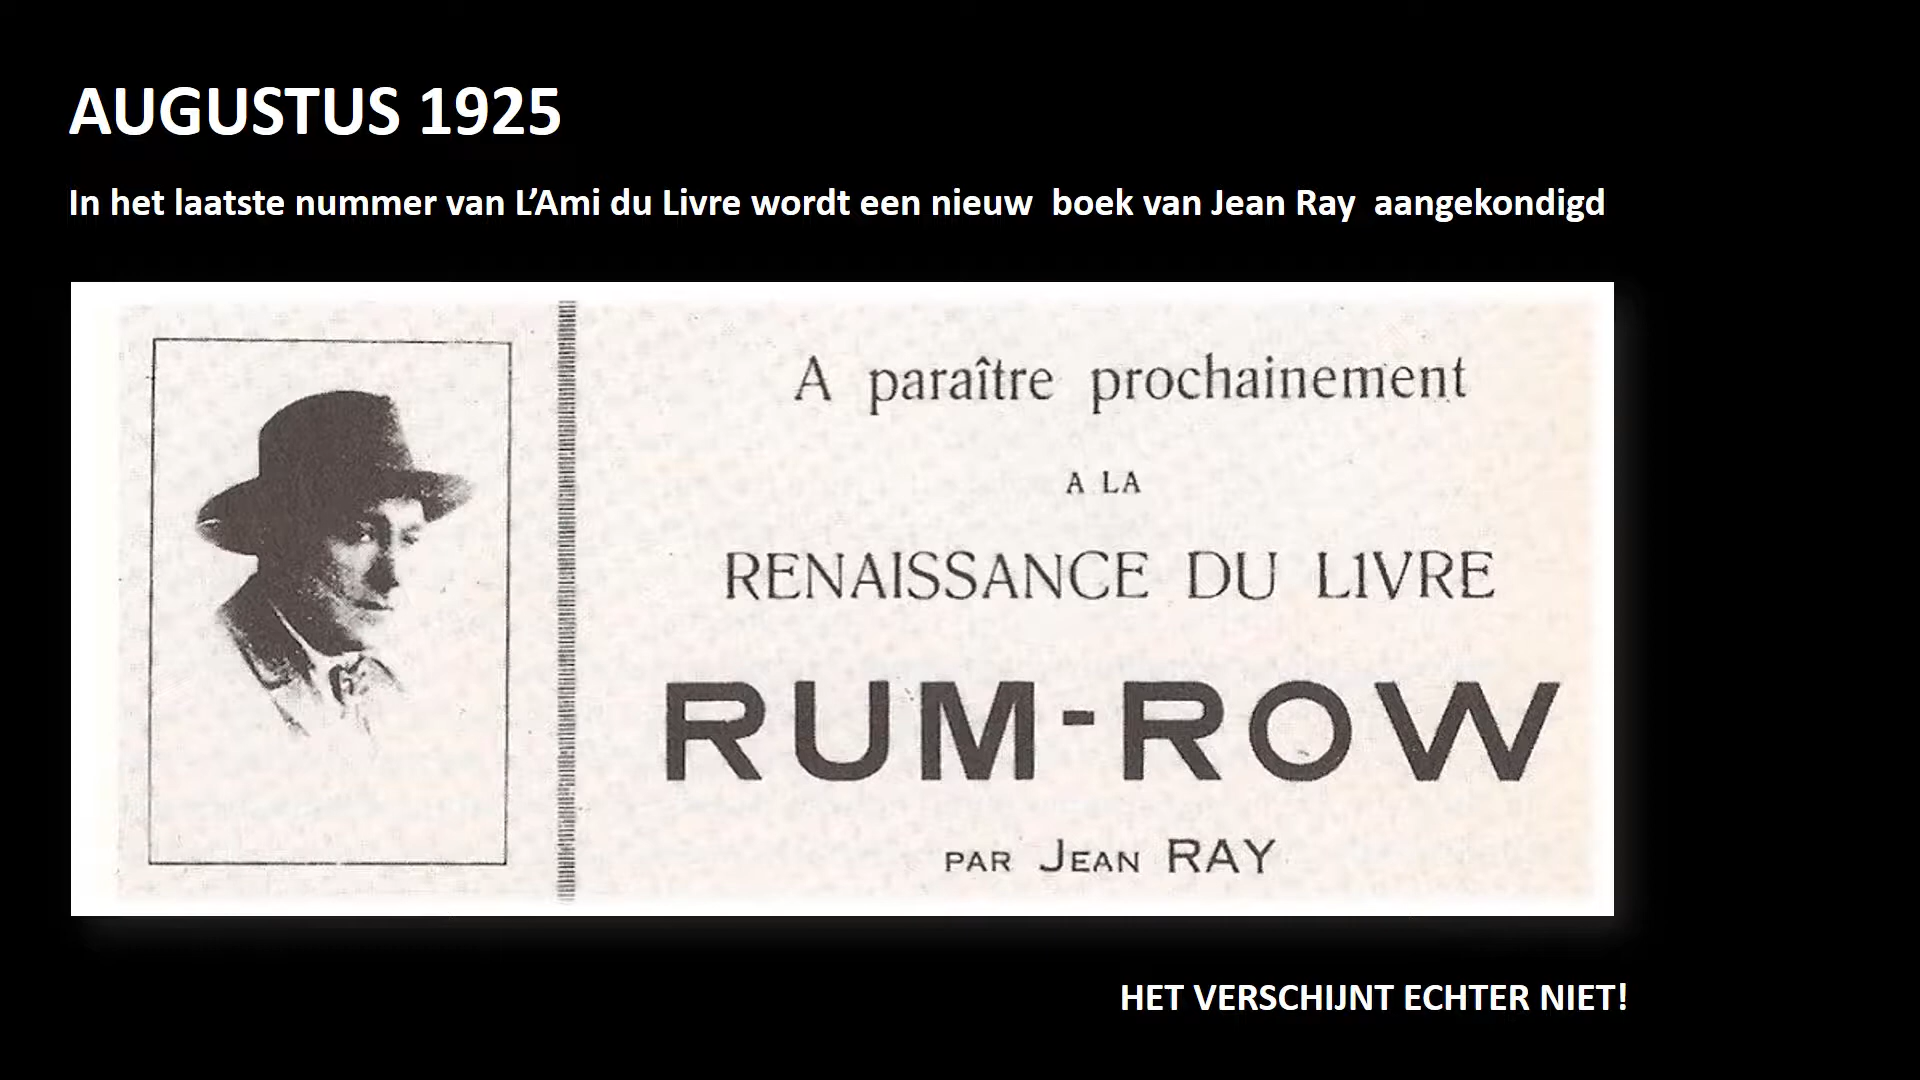 AUGUSTUS 1925
In het laatste nummer van L’Ami du Livre wordt een nieuw boek van Jean Ray aangekondigd
A paraître prochainement
A LA
RENAISSANCE DU LIVRE
RUM-ROW
PAR JEAN RAY
HET VERSCHIJNT ECHTER NIET!